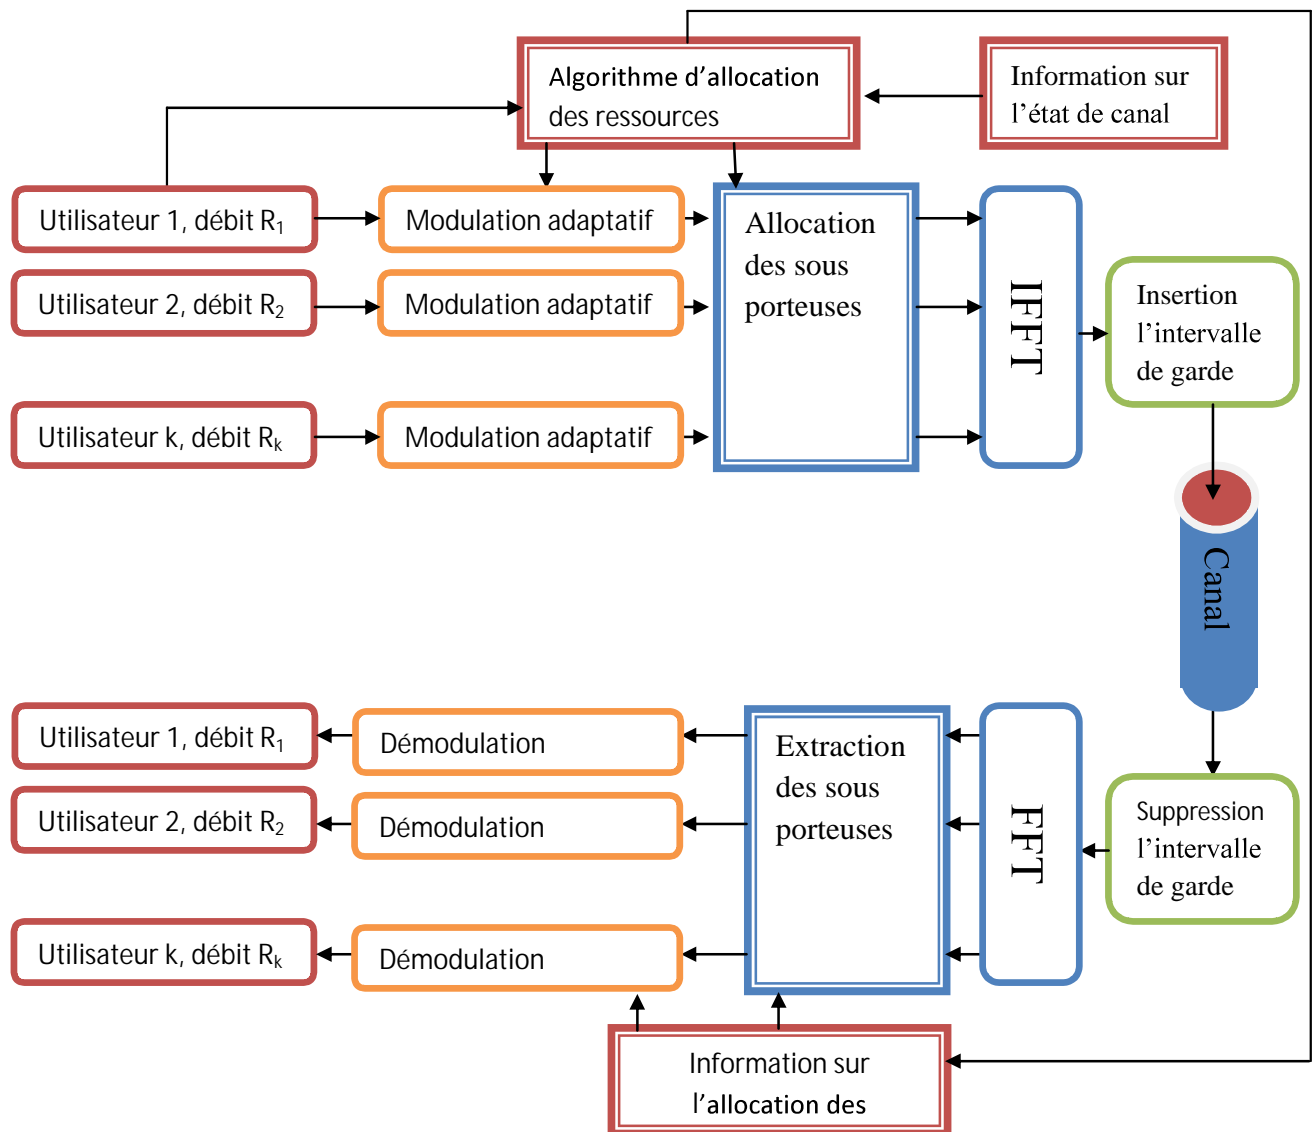 Algorithme d'allocation
des ressources
Information sur
l'état de canal
Utilisateur 1, débit R₁
Modulation adaptatif
Allocation
des sous
porteuses
IFFT
Utilisateur 2, débit R₂
Modulation adaptatif
Insertion
l'intervalle
de garde
Utilisateur k, débit Rₖ
Modulation adaptatif
Canal
Utilisateur 1, débit R₁
Démodulation
Extraction
des sous
porteuses
FFT
Utilisateur 2, débit R₂
Démodulation
Suppression
l'intervalle
de garde
Utilisateur k, débit Rₖ
Démodulation
Information sur
l'allocation des